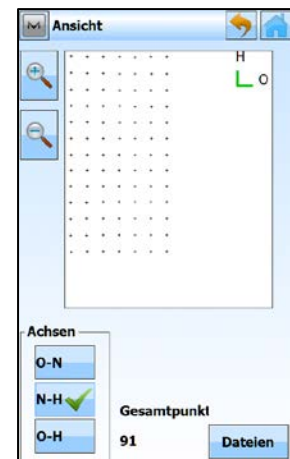 Ansicht
H
O
Achsen
O-N
N-H
O-H
Gesamtpunkt
91
Dateien